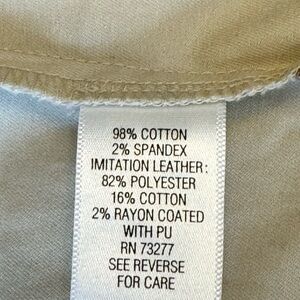 98% COTTON
2% SPANDEX
IMITATION LEATHER:
82% POLYESTER
16% COTTON
2% RAYON COATED
WITH PU
RN 73277
SEE REVERSE
FOR CARE